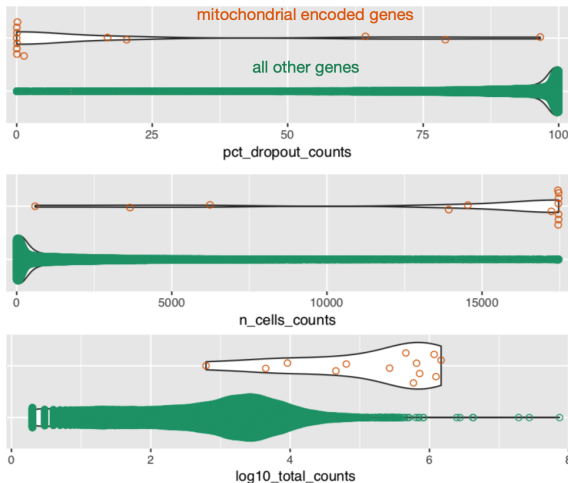 mitochondrial encoded genes
all other genes
0 25 50 75 100
pct_dropout_counts
0 5000 10000 15000
n_cells_counts
0 2 4 6 8
log10_total_counts